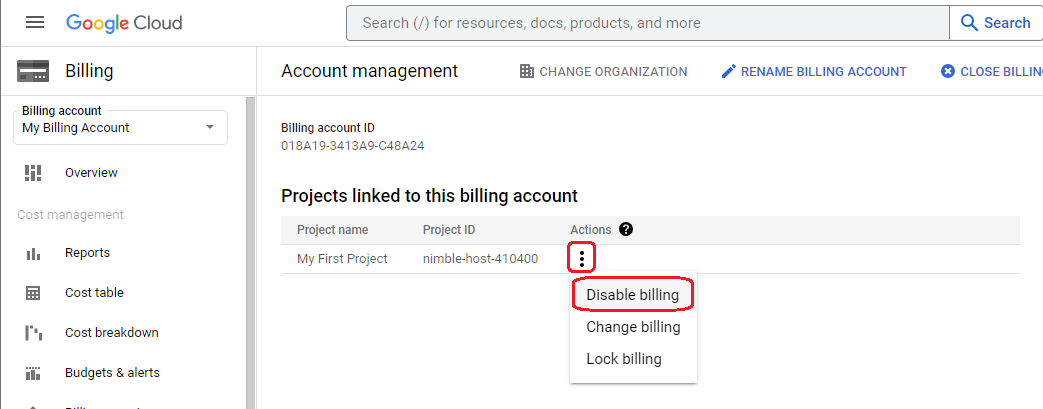 Google Cloud
Search (/) for resources, docs, products, and more
Search
Billing
Account management
CHANGE ORGANIZATION
RENAME BILLING ACCOUNT
CLOSE BILLIN
Billing account
My Billing Account
Billing account ID
018A19-3413A9-C48A24
Overview
Projects linked to this billing account
Cost management
Project name Project ID Actions ?
My First Project nimble-host-410400
Reports
Disable billing
Cost table
Change billing
Cost breakdown
Lock billing
Budgets & alerts